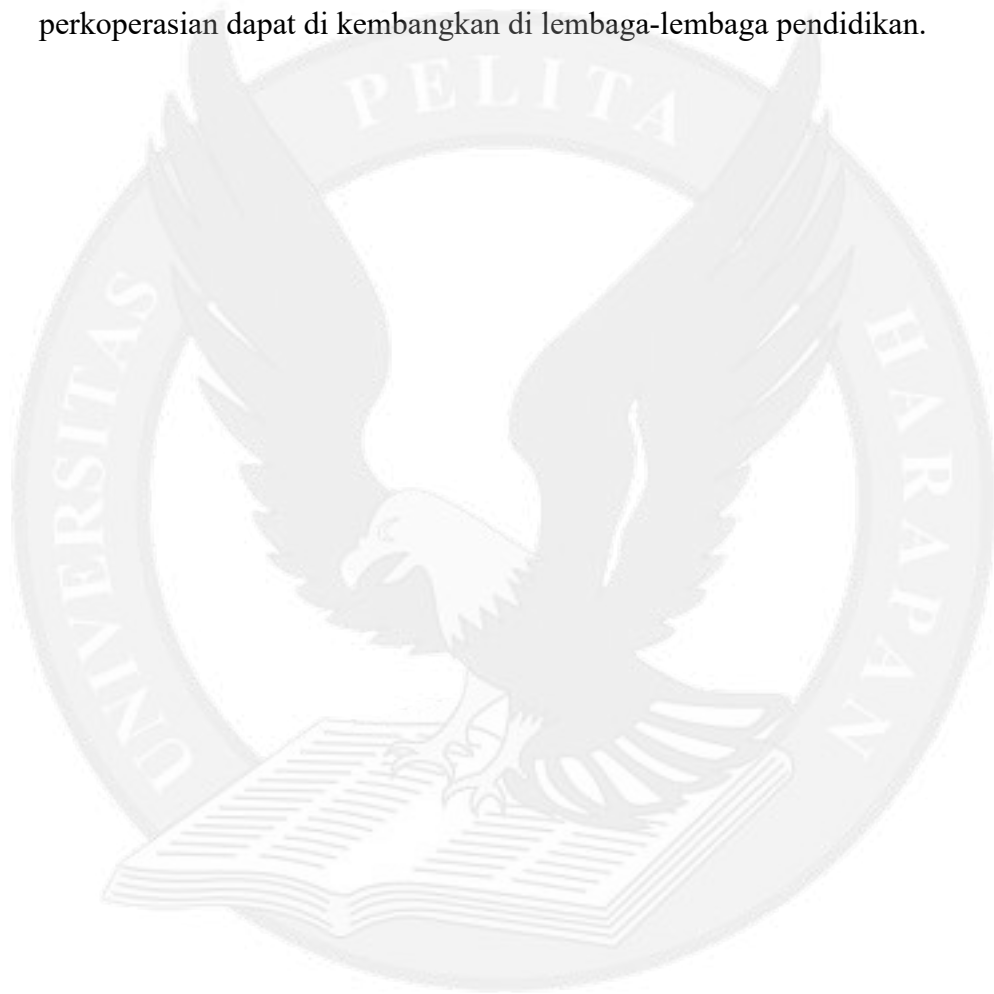 perkoperasian dapat di kembangkan di lembaga-lembaga pendidikan.
UNIVERSITAS
PELITA
HARAPAN